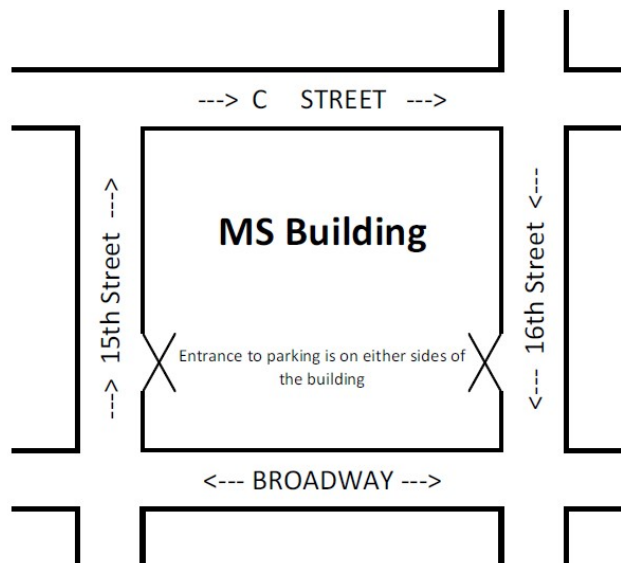 ---> C STREET --->
---> 15th Street --->
MS Building
<--- 16th Street <---
Entrance to parking is on either sides of
the building
<--- BROADWAY --->